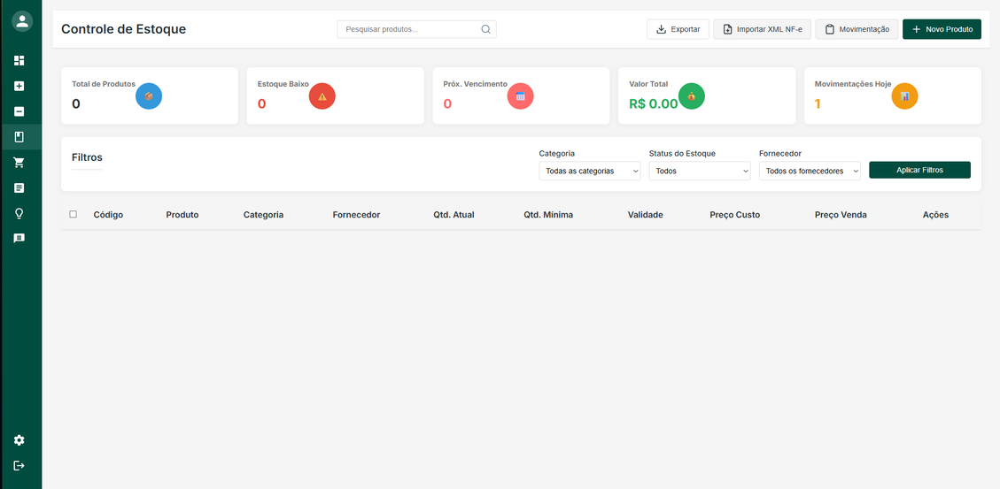 Controle de Estoque
Pesquisar produtos...
Exportar
Importar XML NF-e
Movimentação
Novo Produto
Total de Produtos
0
Estoque Baixo
0
Próx. Vencimento
0
Valor Total
R$ 0.00
Movimentações Hoje
1
Filtros
Categoria
Todas as categorias
Status do Estoque
Todos
Fornecedor
Todos os fornecedores
Aplicar Filtros
Código Produto Categoria Fornecedor Qtd. Atual Qtd. Mínima Validade Preço Custo Preço Venda Ações